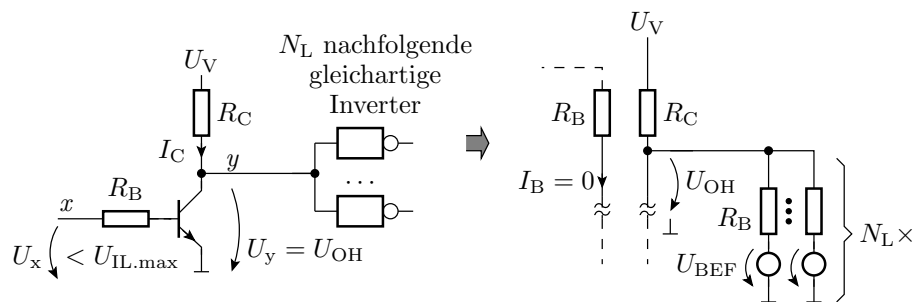 N_L nachfolgende
gleichartige
Inverter
U_V
R_C
I_C
y
x
R_B
U_x < U_IL.max
U_y = U_OH
...
U_V
R_B
R_C
I_B = 0
U_OH
R_B
U_BEF
N_L×